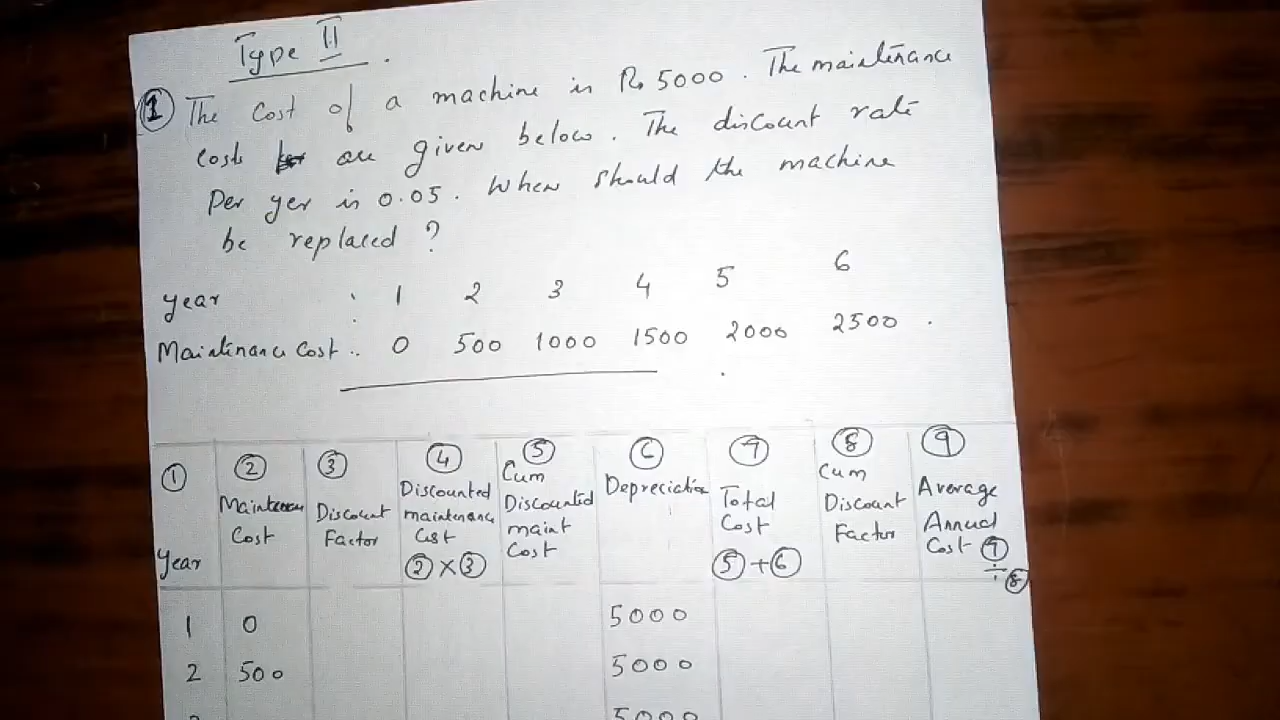 Type II .
① The cost of a machine is Rs 5000 . The maintenance
costs are given below . The discount rate
Per yer is 0.05 . When should the machine
be replaced ?
year : 1 2 3 4 5 6
Maintenance Cost : 0 500 1000 1500 2000 2500 .
① ② ③ ④ ⑤ ⑥ ⑦ ⑧ ⑨
year
Maintenance
Cost
Discount
Factor
Discounted
maintenance
Cost
② × ③
Cum
Discounted
maint
Cost
Depreciation
Total
Cost
⑤ + ⑥
Cum
Discount
Factor
Average
Annual
Cost ⑦
÷ ⑧
1 0 5000
2 500 5000
5000